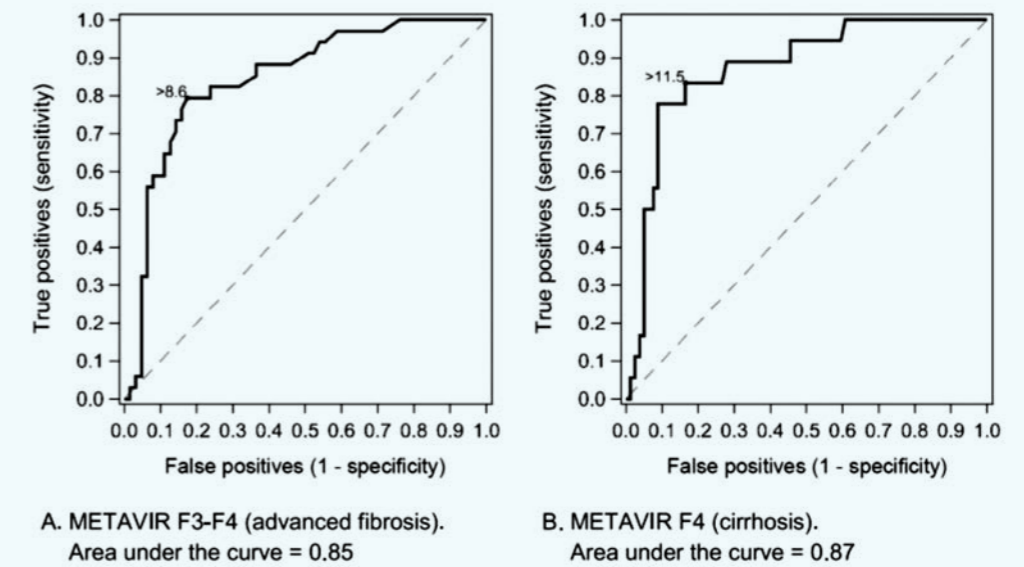 1.0
0.9
0.8
0.7
0.6
0.5
0.4
0.3
0.2
0.1
0.0
True positives (sensitivity)
>8.6
0.0 0.1 0.2 0.3 0.4 0.5 0.6 0.7 0.8 0.9 1.0
False positives (1 - specificity)
A. METAVIR F3-F4 (advanced fibrosis).
Area under the curve = 0.85
1.0
0.9
0.8
0.7
0.6
0.5
0.4
0.3
0.2
0.1
0.0
True positives (sensitivity)
>11.5
0.0 0.1 0.2 0.3 0.4 0.5 0.6 0.7 0.8 0.9 1.0
False positives (1 - specificity)
B. METAVIR F4 (cirrhosis).
Area under the curve = 0.87